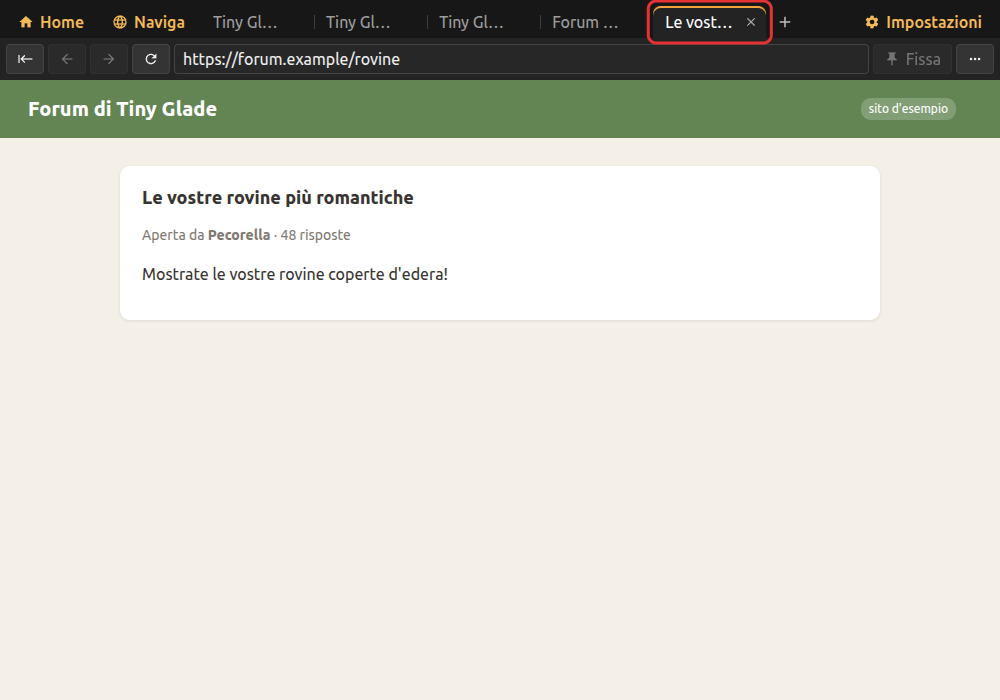 Home Naviga Tiny Gl… Tiny Gl… Tiny Gl… Forum … Le vost… Impostazioni
https://forum.example/rovine Fissa
Forum di Tiny Glade sito d'esempio
Le vostre rovine più romantiche
Aperta da Pecorella · 48 risposte
Mostrate le vostre rovine coperte d'edera!